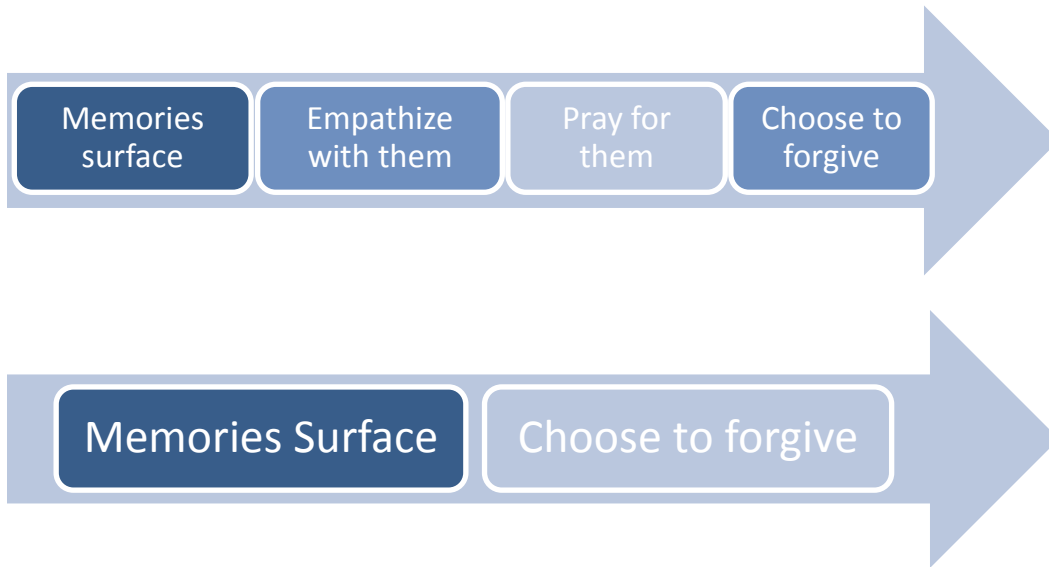 Memories
surface
Empathize
with them
Pray for
them
Choose to
forgive
Memories Surface
Choose to forgive